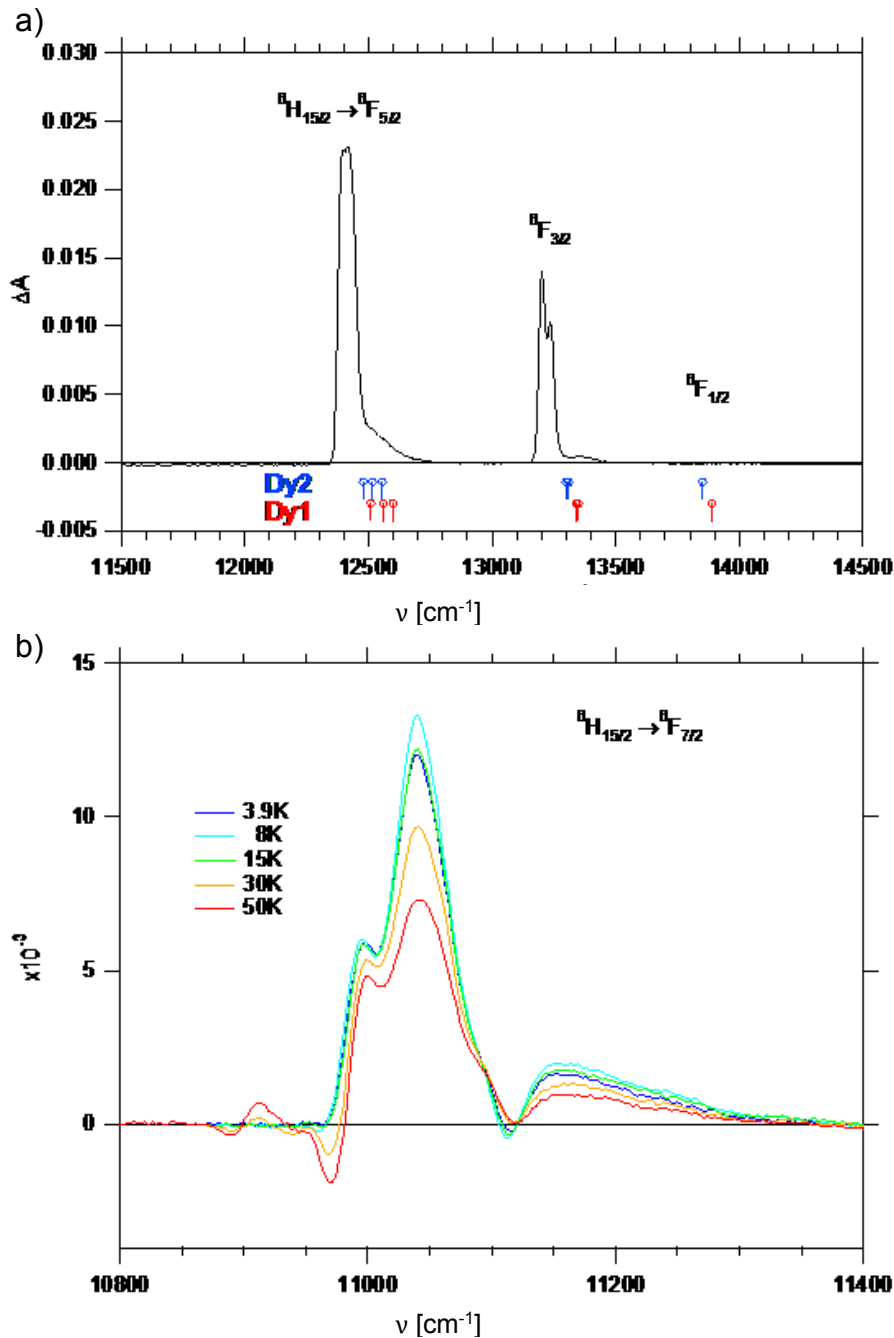 a)
0.030
0.025
0.020
0.015
0.010
0.005
0.000
-0.005
ΔA
⁶H₁₅/₂ → ⁶F₅/₂
⁶F₃/₂
⁶F₁/₂
Dy2
Dy1
11500 12000 12500 13000 13500 14000 14500
ν [cm⁻¹]
b)
15
10
5
0
x10⁻³
⁶H₁₅/₂ → ⁶F₇/₂
3.9K
8K
15K
30K
50K
10800 11000 11200 11400
ν [cm⁻¹]